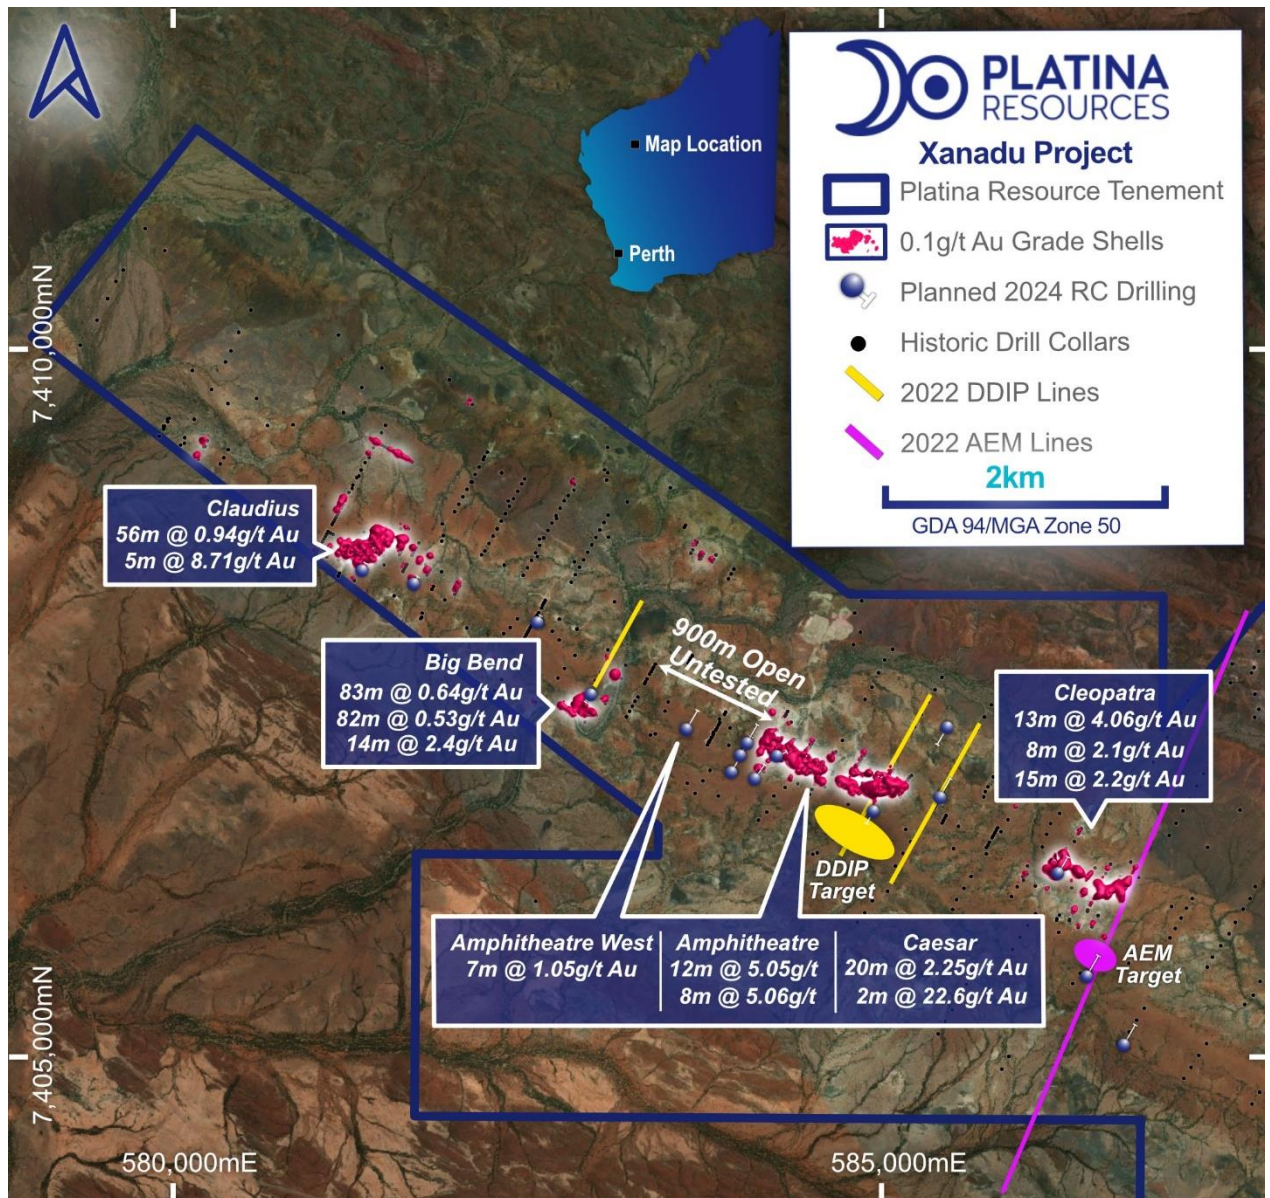 PLATINA
RESOURCES
Xanadu Project
Platina Resource Tenement
0.1g/t Au Grade Shells
Planned 2024 RC Drilling
Historic Drill Collars
2022 DDIP Lines
2022 AEM Lines
2km
GDA 94/MGA Zone 50
Map Location
Perth
7,410,000mN
Claudius
56m @ 0.94g/t Au
5m @ 8.71g/t Au
Big Bend
83m @ 0.64g/t Au
82m @ 0.53g/t Au
14m @ 2.4g/t Au
900m Open
Untested
Cleopatra
13m @ 4.06g/t Au
8m @ 2.1g/t Au
15m @ 2.2g/t Au
DDIP
Target
Amphitheatre West
7m @ 1.05g/t Au
Amphitheatre
12m @ 5.05g/t
8m @ 5.06g/t
Caesar
20m @ 2.25g/t Au
2m @ 22.6g/t Au
AEM
Target
7,405,000mN
580,000mE
585,000mE